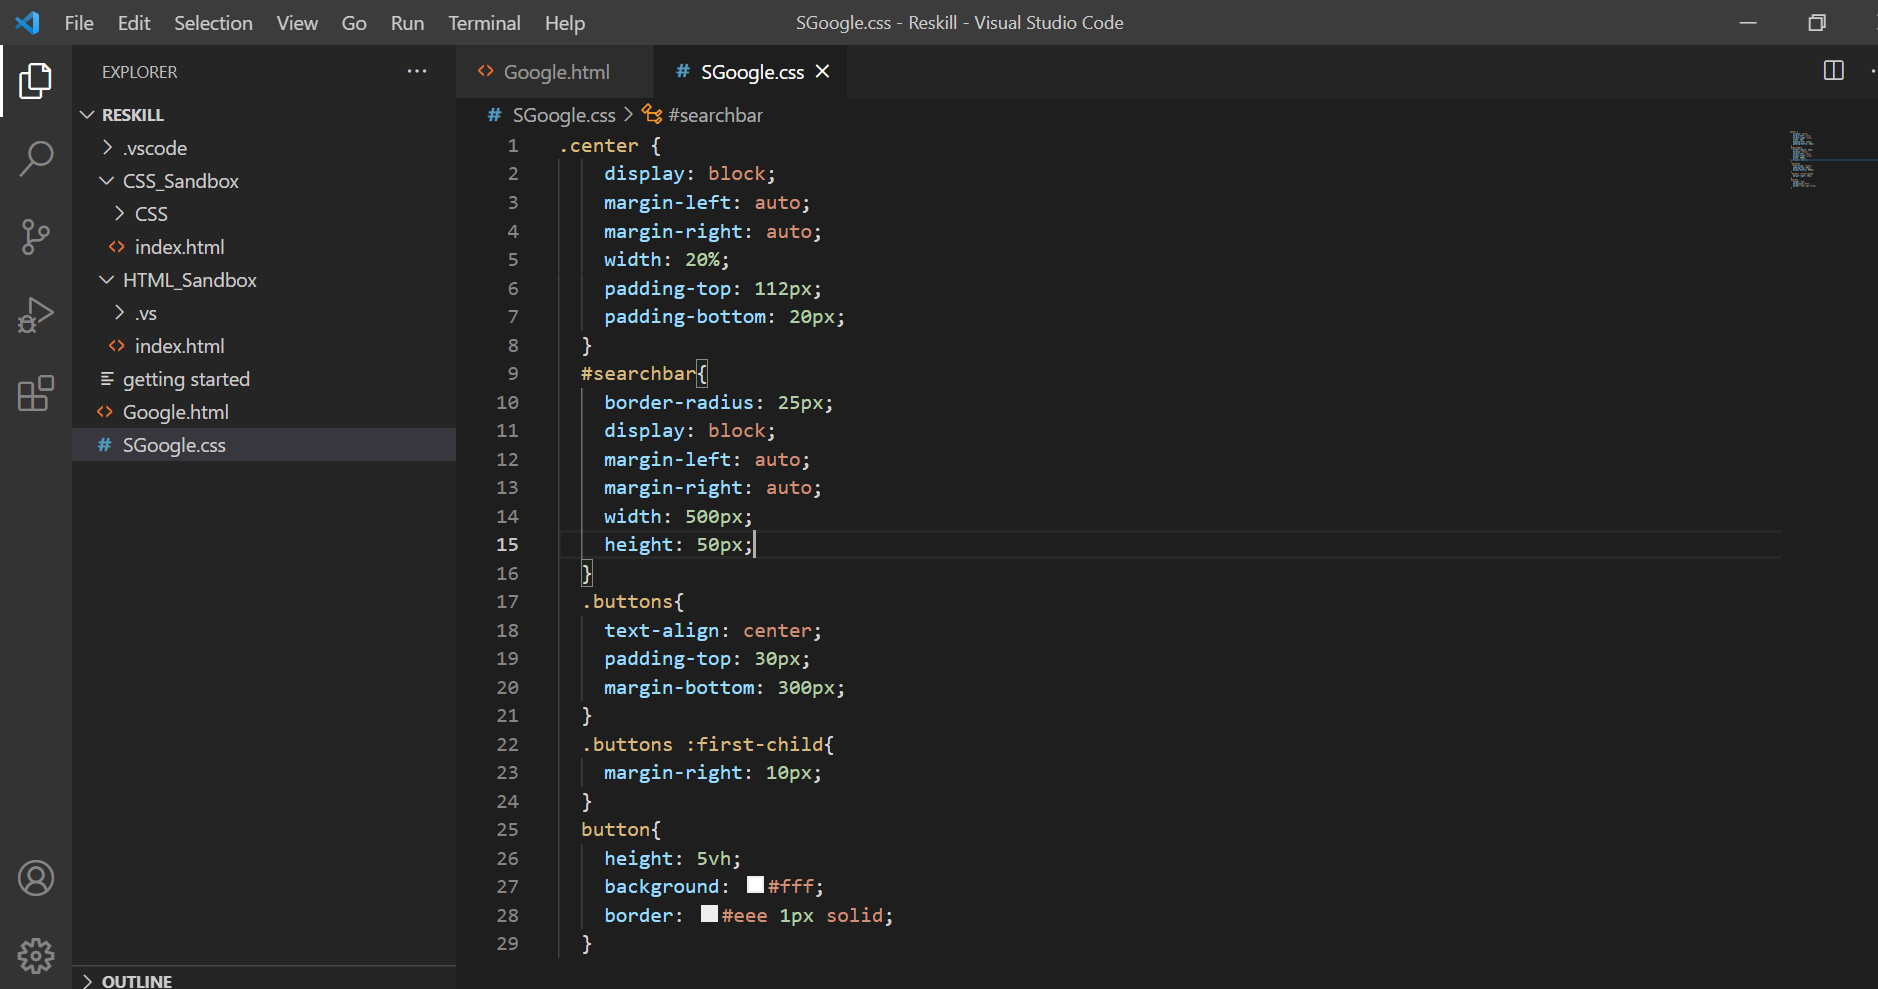 File Edit Selection View Go Run Terminal Help SGoogle.css - Reskill - Visual Studio Code
EXPLORER ···
RESKILL
.vscode
CSS_Sandbox
CSS
index.html
HTML_Sandbox
.vs
index.html
getting started
Google.html
SGoogle.css
OUTLINE
Google.html SGoogle.css
SGoogle.css > #searchbar
1 .center {
2 display: block;
3 margin-left: auto;
4 margin-right: auto;
5 width: 20%;
6 padding-top: 112px;
7 padding-bottom: 20px;
8 }
9 #searchbar{
10 border-radius: 25px;
11 display: block;
12 margin-left: auto;
13 margin-right: auto;
14 width: 500px;
15 height: 50px;
16 }
17 .buttons{
18 text-align: center;
19 padding-top: 30px;
20 margin-bottom: 300px;
21 }
22 .buttons :first-child{
23 margin-right: 10px;
24 }
25 button{
26 height: 5vh;
27 background: #fff;
28 border: #eee 1px solid;
29 }